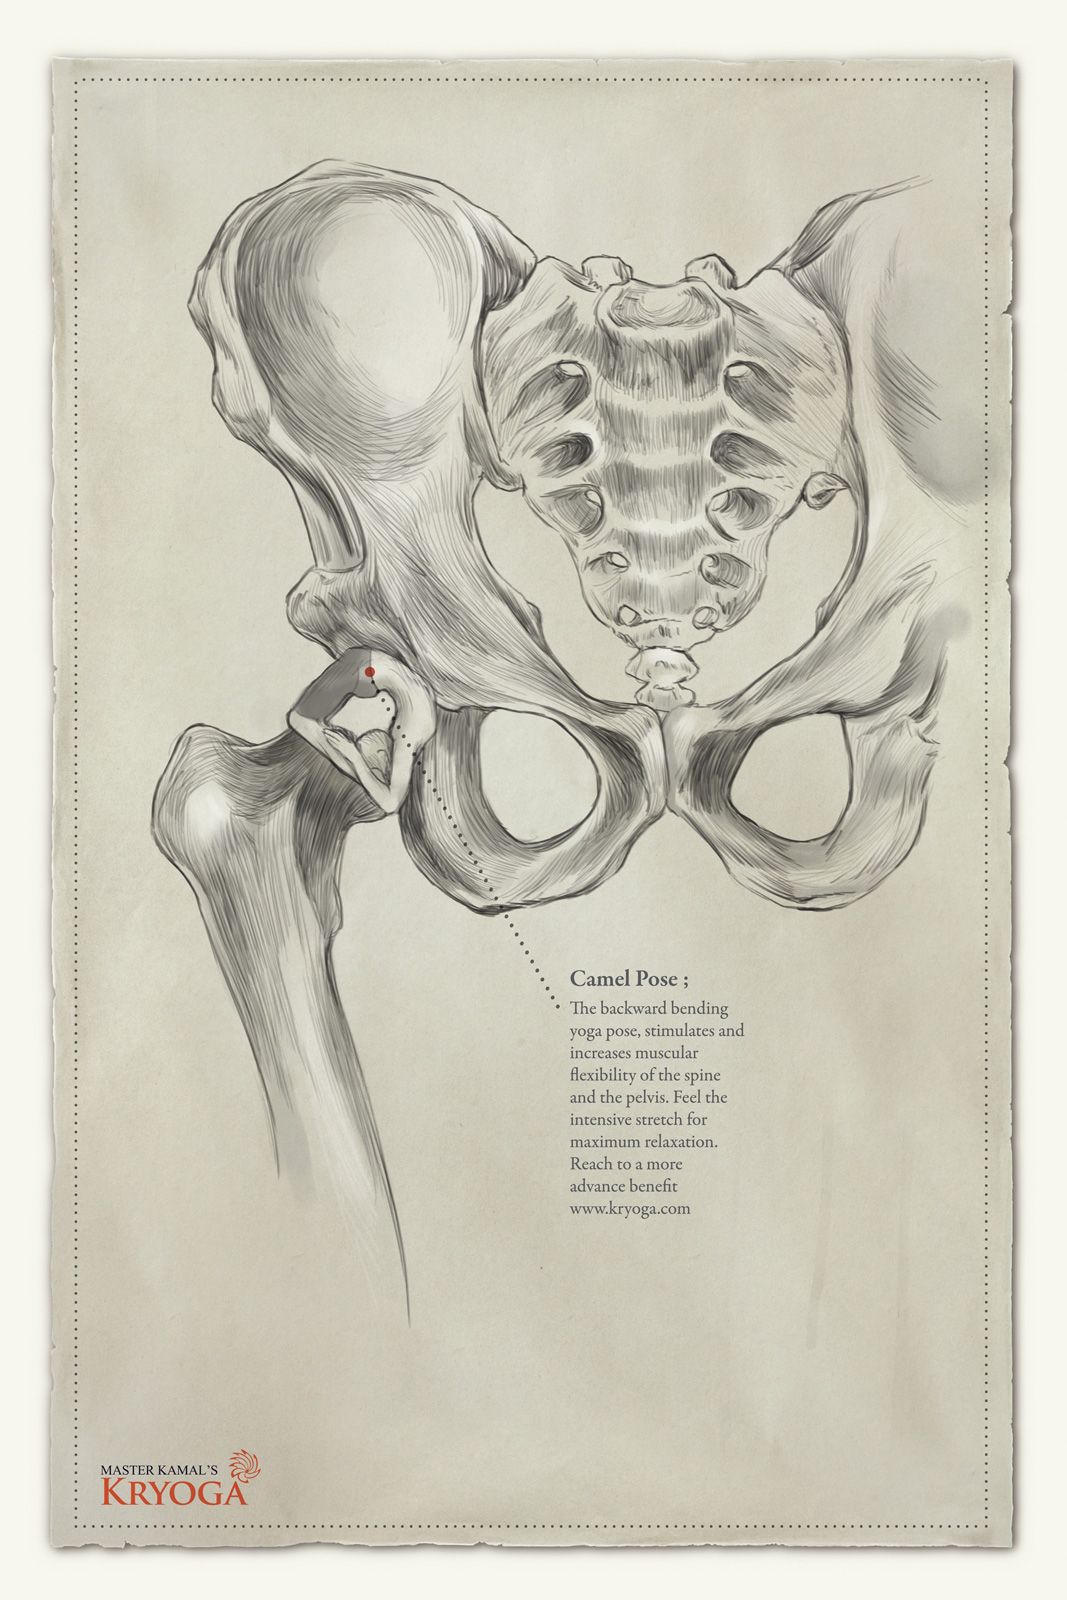 Camel Pose ;
The backward bending
yoga pose, stimulates and
increases muscular
flexibility of the spine
and the pelvis. Feel the
intensive stretch for
maximum relaxation.
Reach to a more
advance benefit
www.kryoga.com
MASTER KAMAL'S
KRYOGA